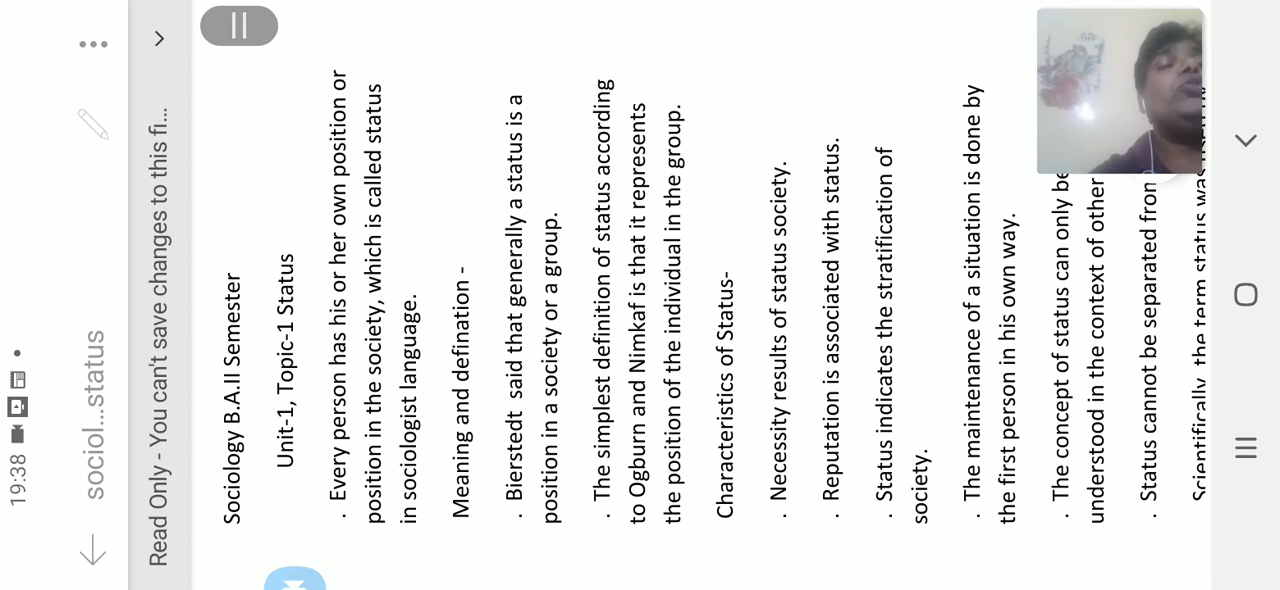 19:38
sociol...status
Read Only - You can't save changes to this fi...
Sociology B.A.II Semester
Unit-1, Topic-1 Status
. Every person has his or her own position or
position in the society, which is called status
in sociologist language.
Meaning and defination -
. Bierstedt said that generally a status is a
position in a society or a group.
. The simplest definition of status according
to Ogburn and Nimkaf is that it represents
the position of the individual in the group.
Characteristics of Status-
. Necessity results of status society.
. Reputation is associated with status.
. Status indicates the stratification of
society.
. The maintenance of a situation is done by
the first person in his own way.
. The concept of status can only be
understood in the context of other
. Status cannot be separated from
Scientifically the term status was